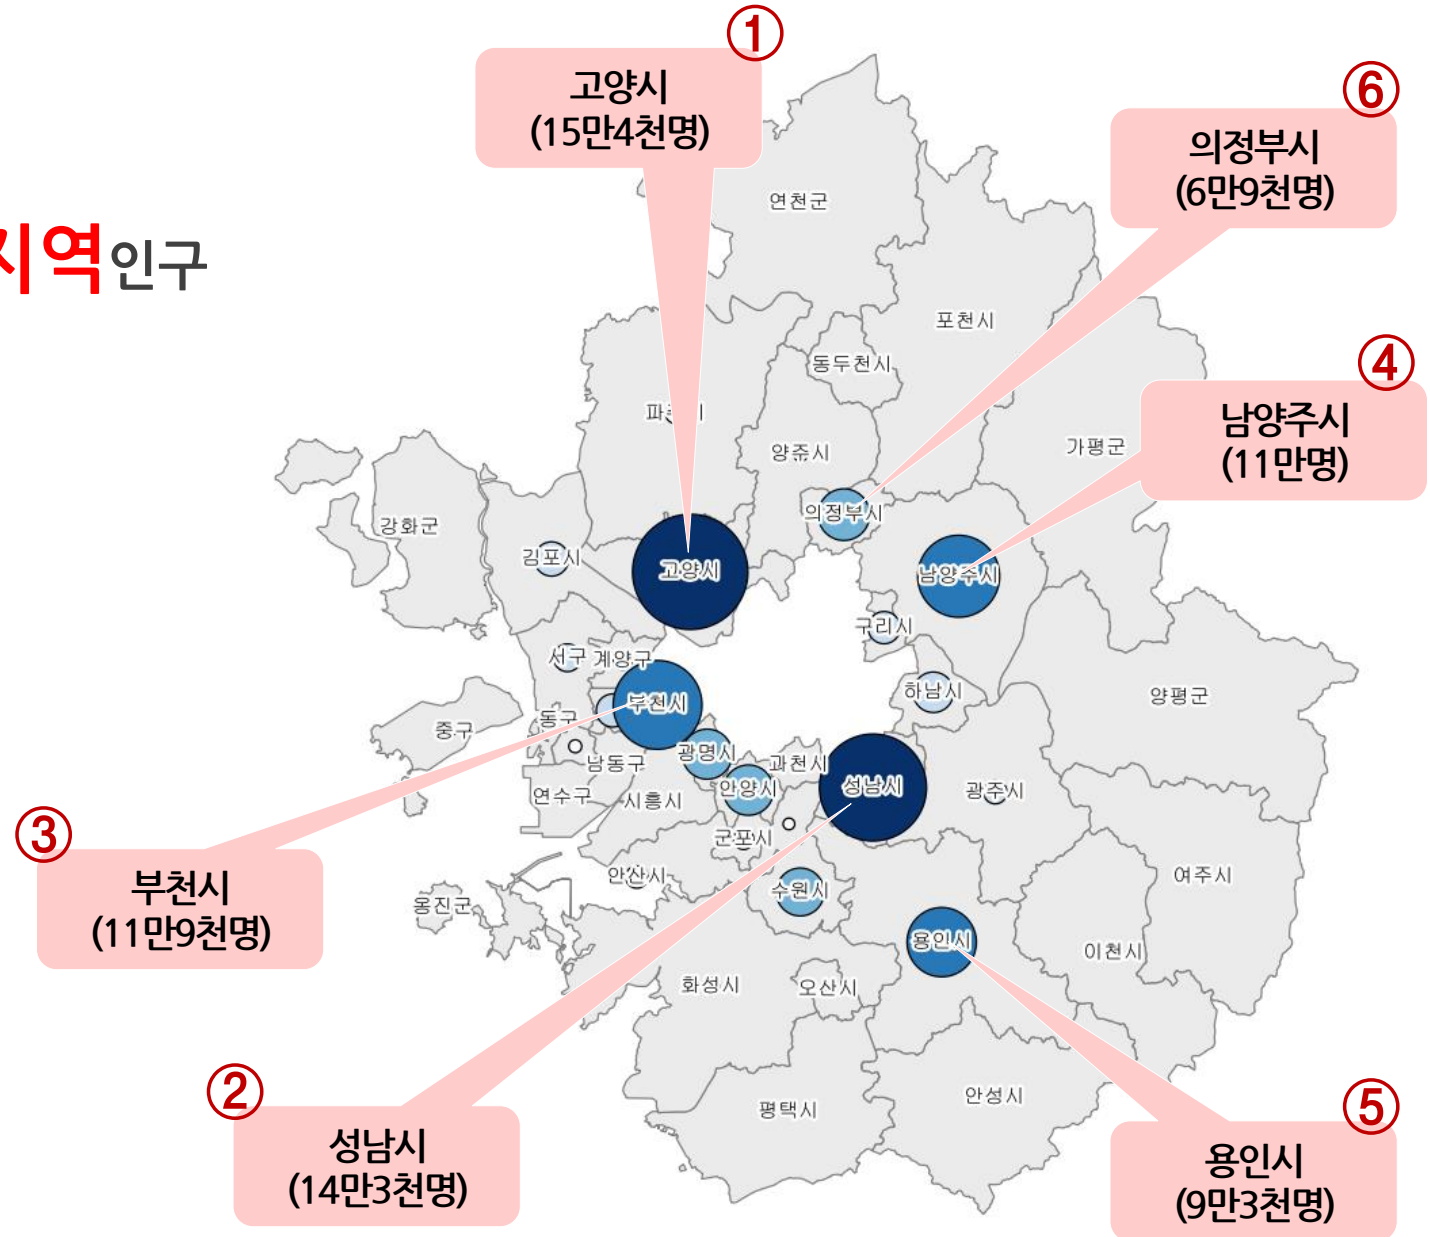 ①
고양시
(15만4천명)
⑥
의정부시
(6만9천명)
지역인구
④
남양주시
(11만명)
③
부천시
(11만9천명)
②
성남시
(14만3천명)
⑤
용인시
(9만3천명)
연천군
포천시
동두천시
가평군
양쥬시
의정부시
강화군
김포시
고양시
남양주시
구리시
서구
계양구
하남시
양평군
부천시
중구
동구
남동구
광명시
과천시
안양시
성남시
광주시
연수구
시흥시
군포시
안산시
수원시
여주시
옹진군
용인시
이천시
화성시
오산시
안성시
평택시